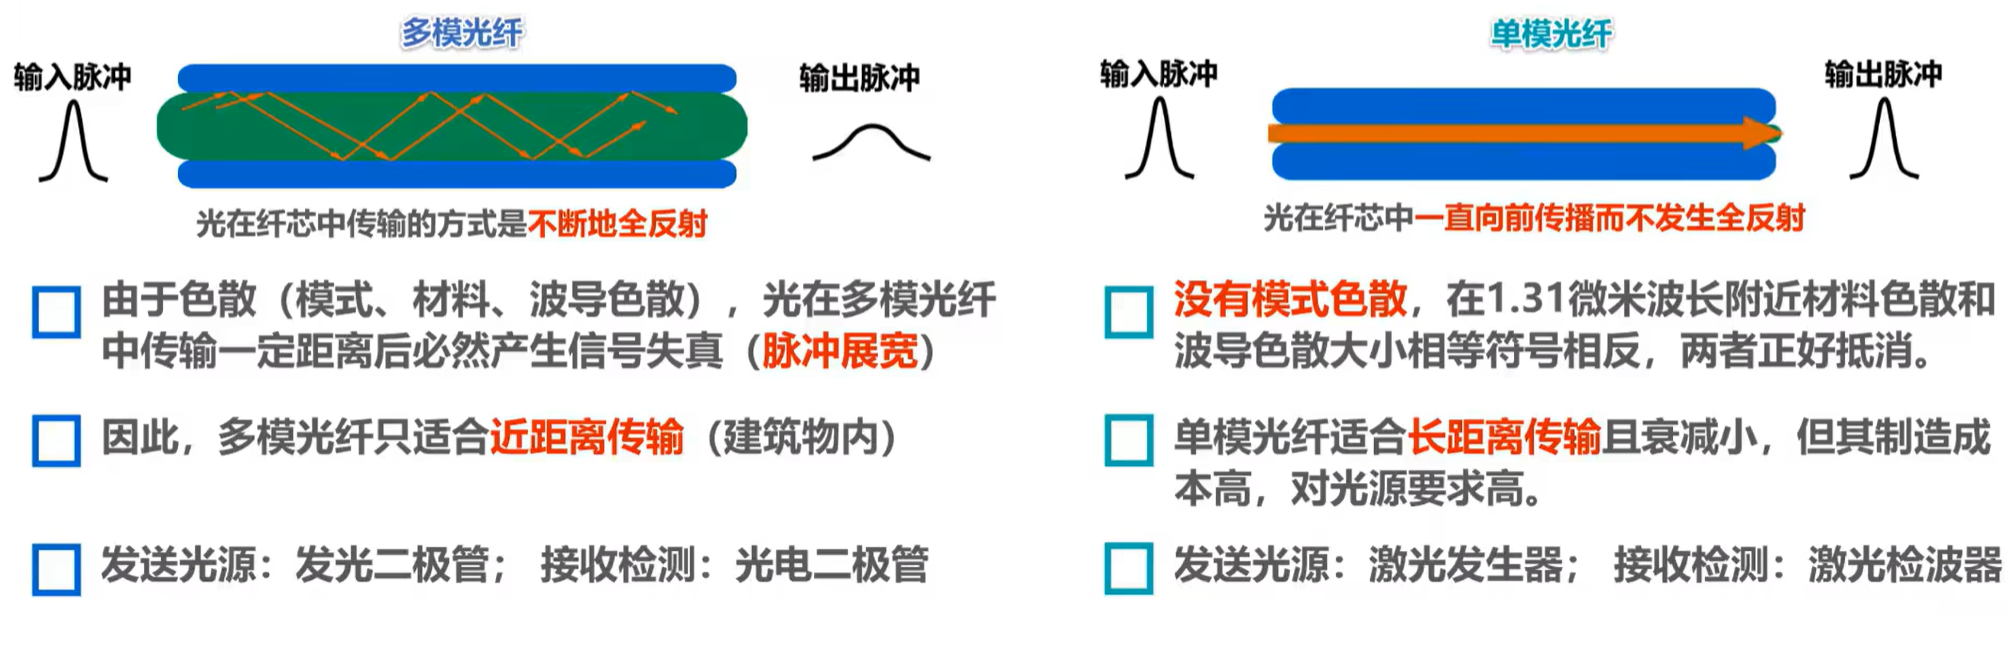 多模光纤
输入脉冲
输出脉冲
光在纤芯中传输的方式是不断地全反射
由于色散（模式、材料、波导色散），光在多模光纤
中传输一定距离后必然产生信号失真（脉冲展宽）
因此，多模光纤只适合近距离传输（建筑物内）
发送光源：发光二极管； 接收检测：光电二极管
单模光纤
输入脉冲
输出脉冲
光在纤芯中一直向前传播而不发生全反射
没有模式色散，在1.31微米波长附近材料色散和
波导色散大小相等符号相反，两者正好抵消。
单模光纤适合长距离传输且衰减小，但其制造成
本高，对光源要求高。
发送光源：激光发生器； 接收检测：激光检波器